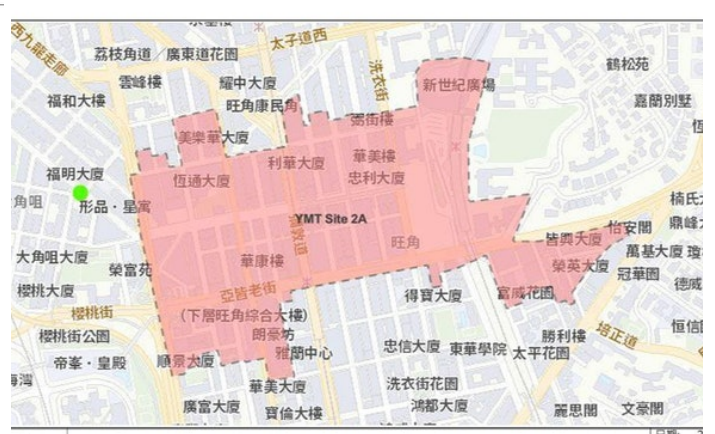 西九龍走廊
荔枝角道／廣東道花園
太子道西
洗衣街
雲峰樓
耀中大廈
新世紀廣場
鶴松苑
福和大樓
旺角康民角
嘉蘭別墅
弼街樓
美樂華大廈
利華大廈
華美樓
福明大廈
恆通大廈
忠利大廈
角咀
形品・星寓
YMT Site 2A
旺角
皆興大廈
怡安閣
大角咀大廈
榮富苑
華康樓
榮英大廈
萬基大廈
冠華園
櫻桃大廈
亞皆老街
得寶大廈
富威花園
櫻桃街
（下層旺角綜合大樓）
朗豪坊
培正道
櫻桃街公園
雅蘭中心
忠信大廈
東華學院
勝利樓
太平花園
帝峯・皇殿
順景大廈
海灣
華美大廈
洗衣街花園
廣富大廈
寶倫大樓
鴻都大廈
麗思閣
文豪閣